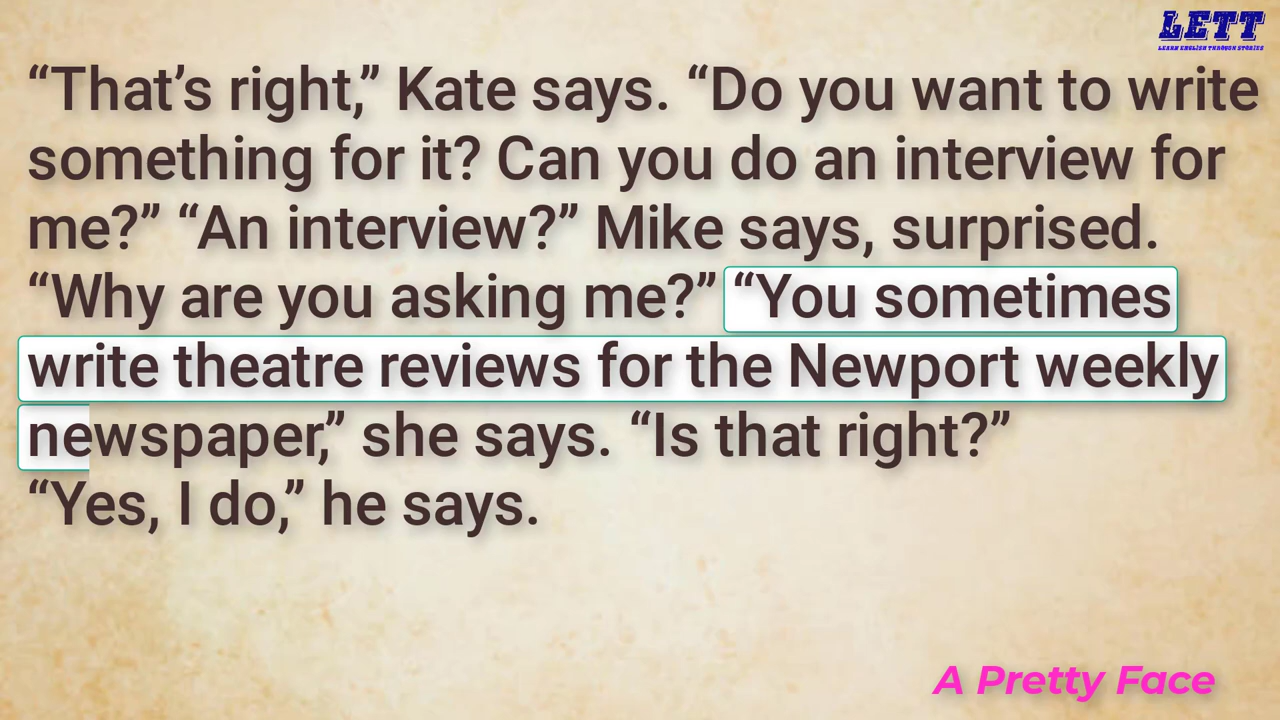 LETT
LEARN ENGLISH THROUGH STORIES
“That’s right,” Kate says. “Do you want to write
something for it? Can you do an interview for
me?” “An interview?” Mike says, surprised.
“Why are you asking me?” “You sometimes
write theatre reviews for the Newport weekly
newspaper,” she says. “Is that right?”
“Yes, I do,” he says.
A Pretty Face